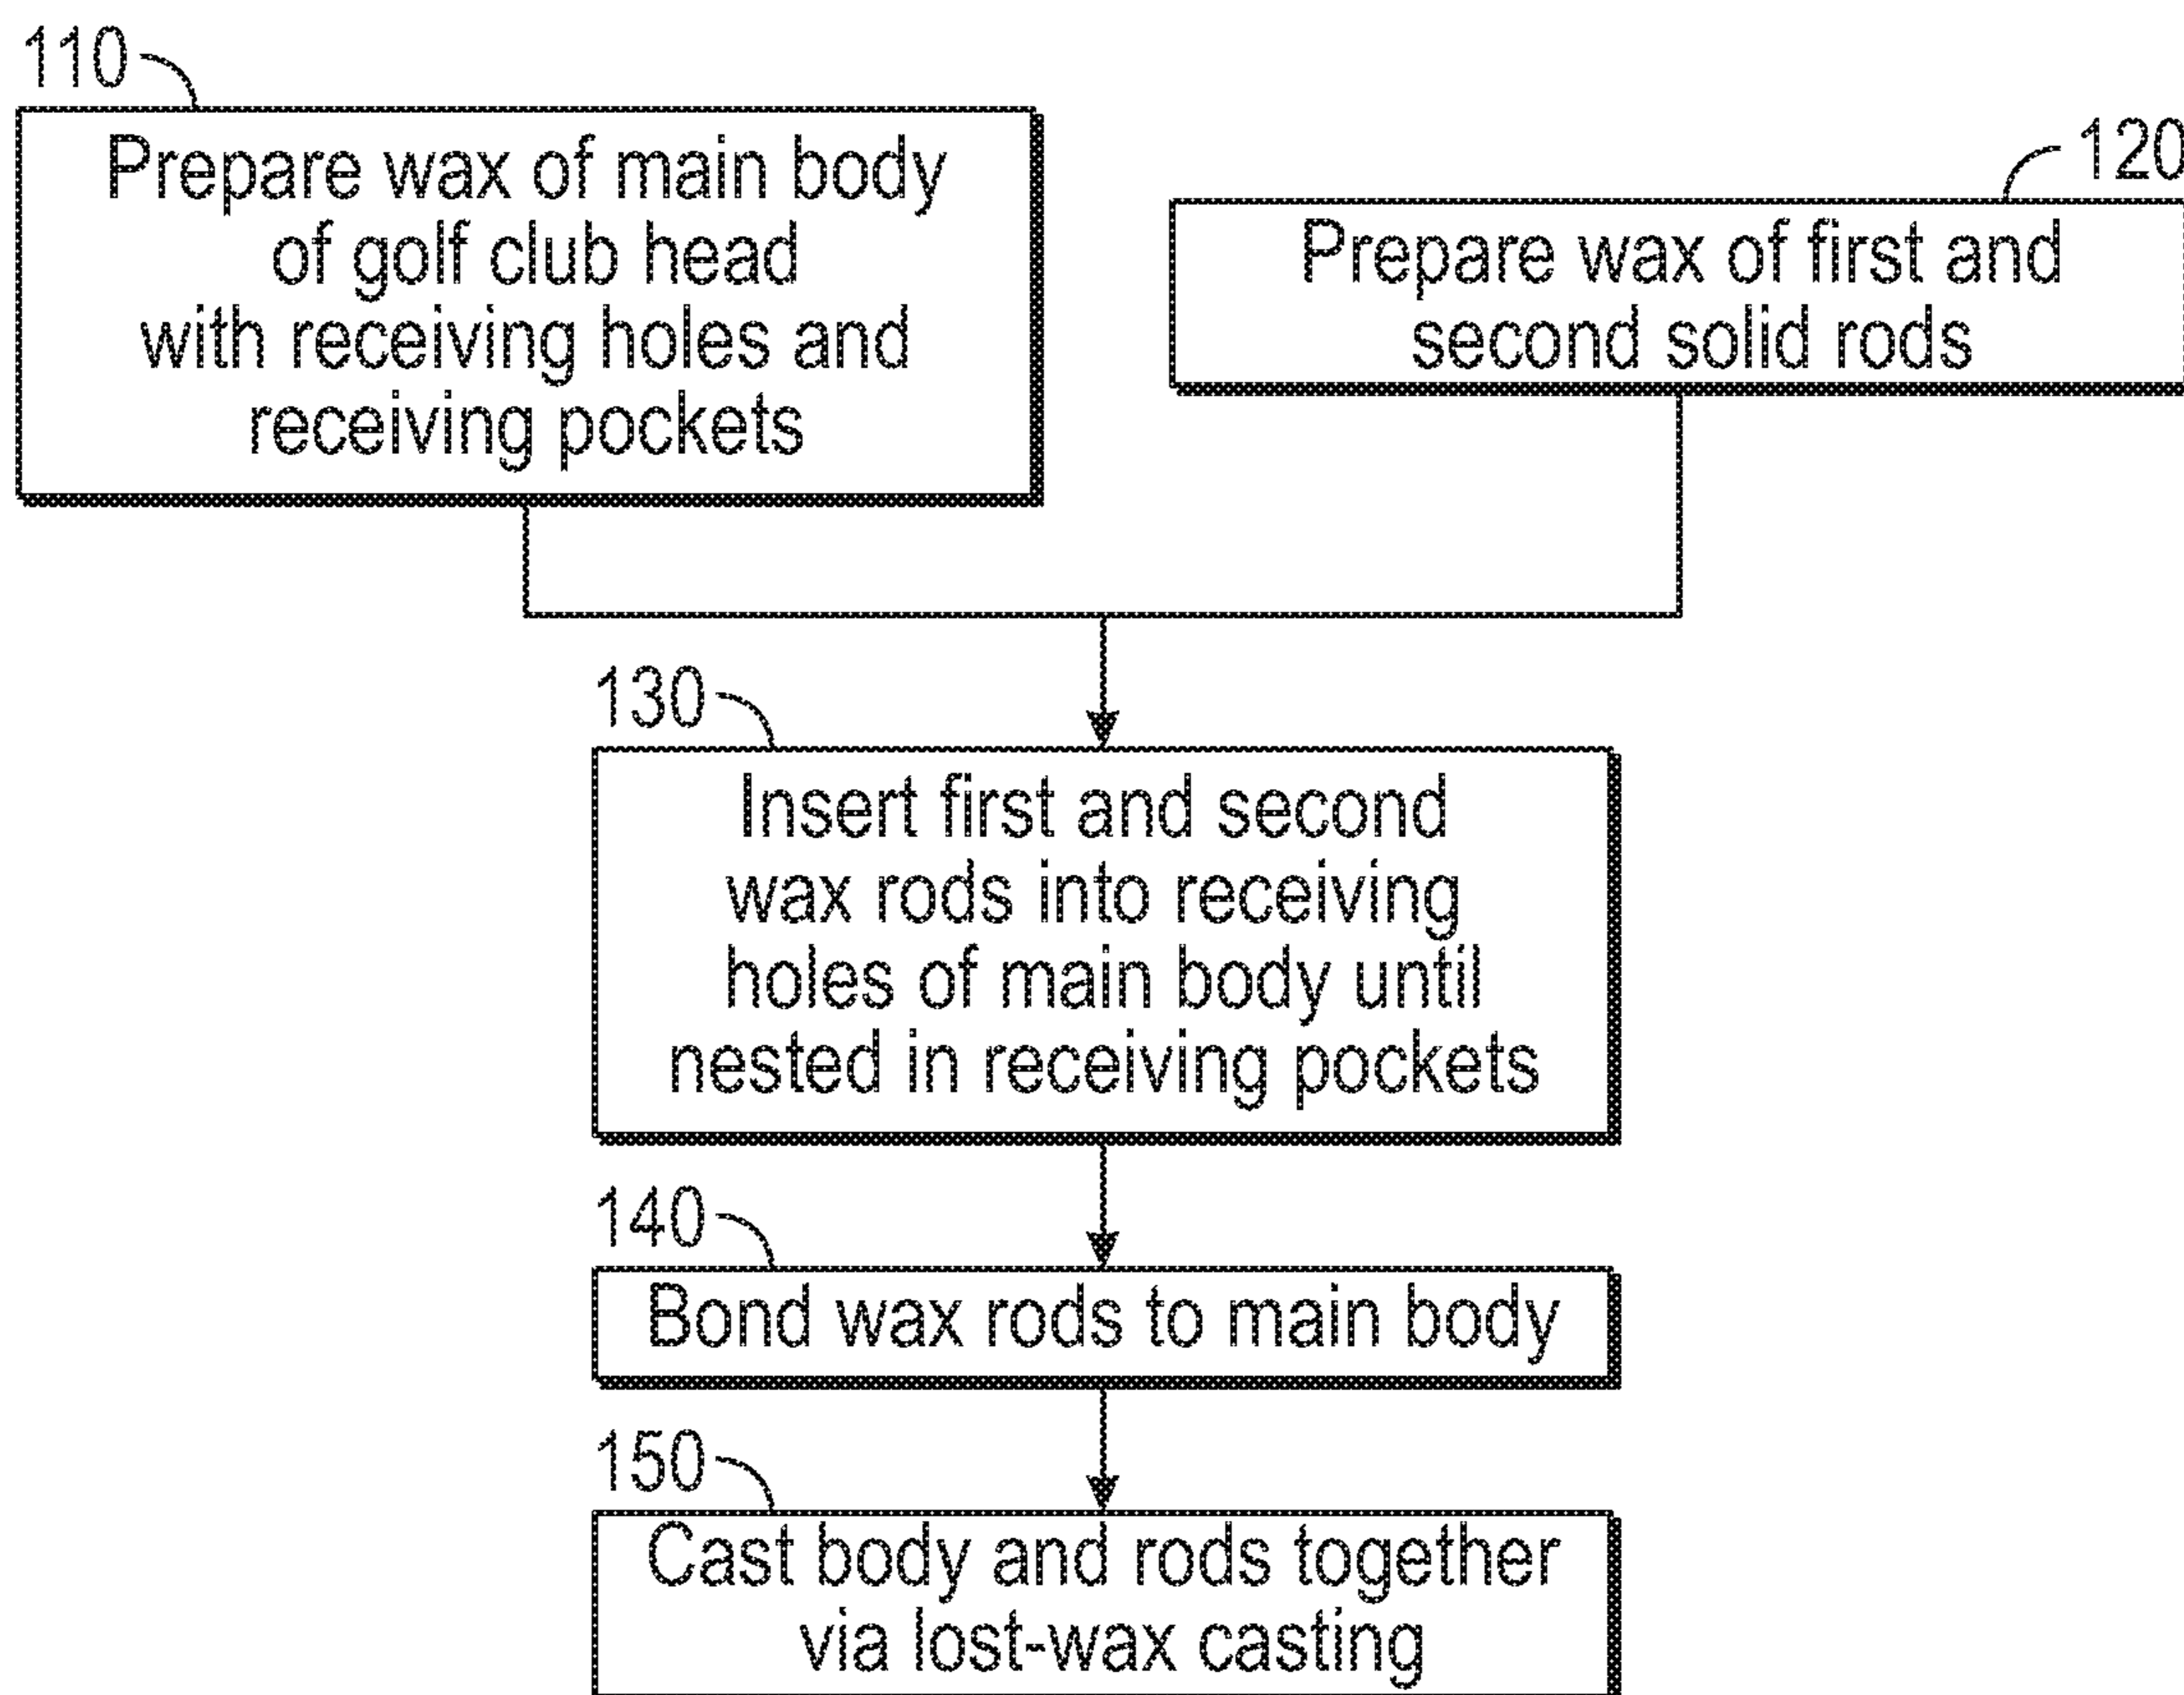 110
Prepare wax of main body
of golf club head
with receiving holes and
receiving pockets
120
Prepare wax of first and
second solid rods
130
Insert first and second
wax rods into receiving
holes of main body until
nested in receiving pockets
140
Bond wax rods to main body
150
Cast body and rods together
via lost-wax casting